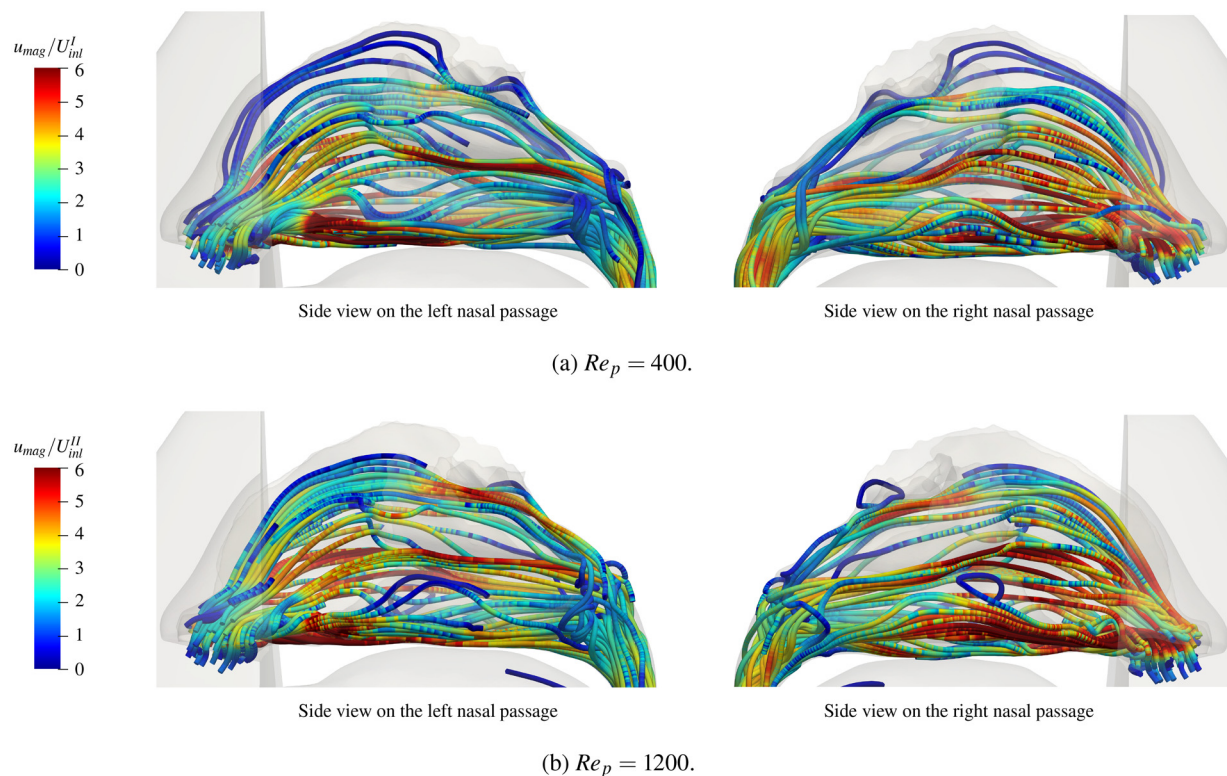 u_mag/U^I_inl
6
5
4
3
2
1
0
Side view on the left nasal passage
Side view on the right nasal passage
(a) Re_p = 400.
u_mag/U^II_inl
6
5
4
3
2
1
0
Side view on the left nasal passage
Side view on the right nasal passage
(b) Re_p = 1200.